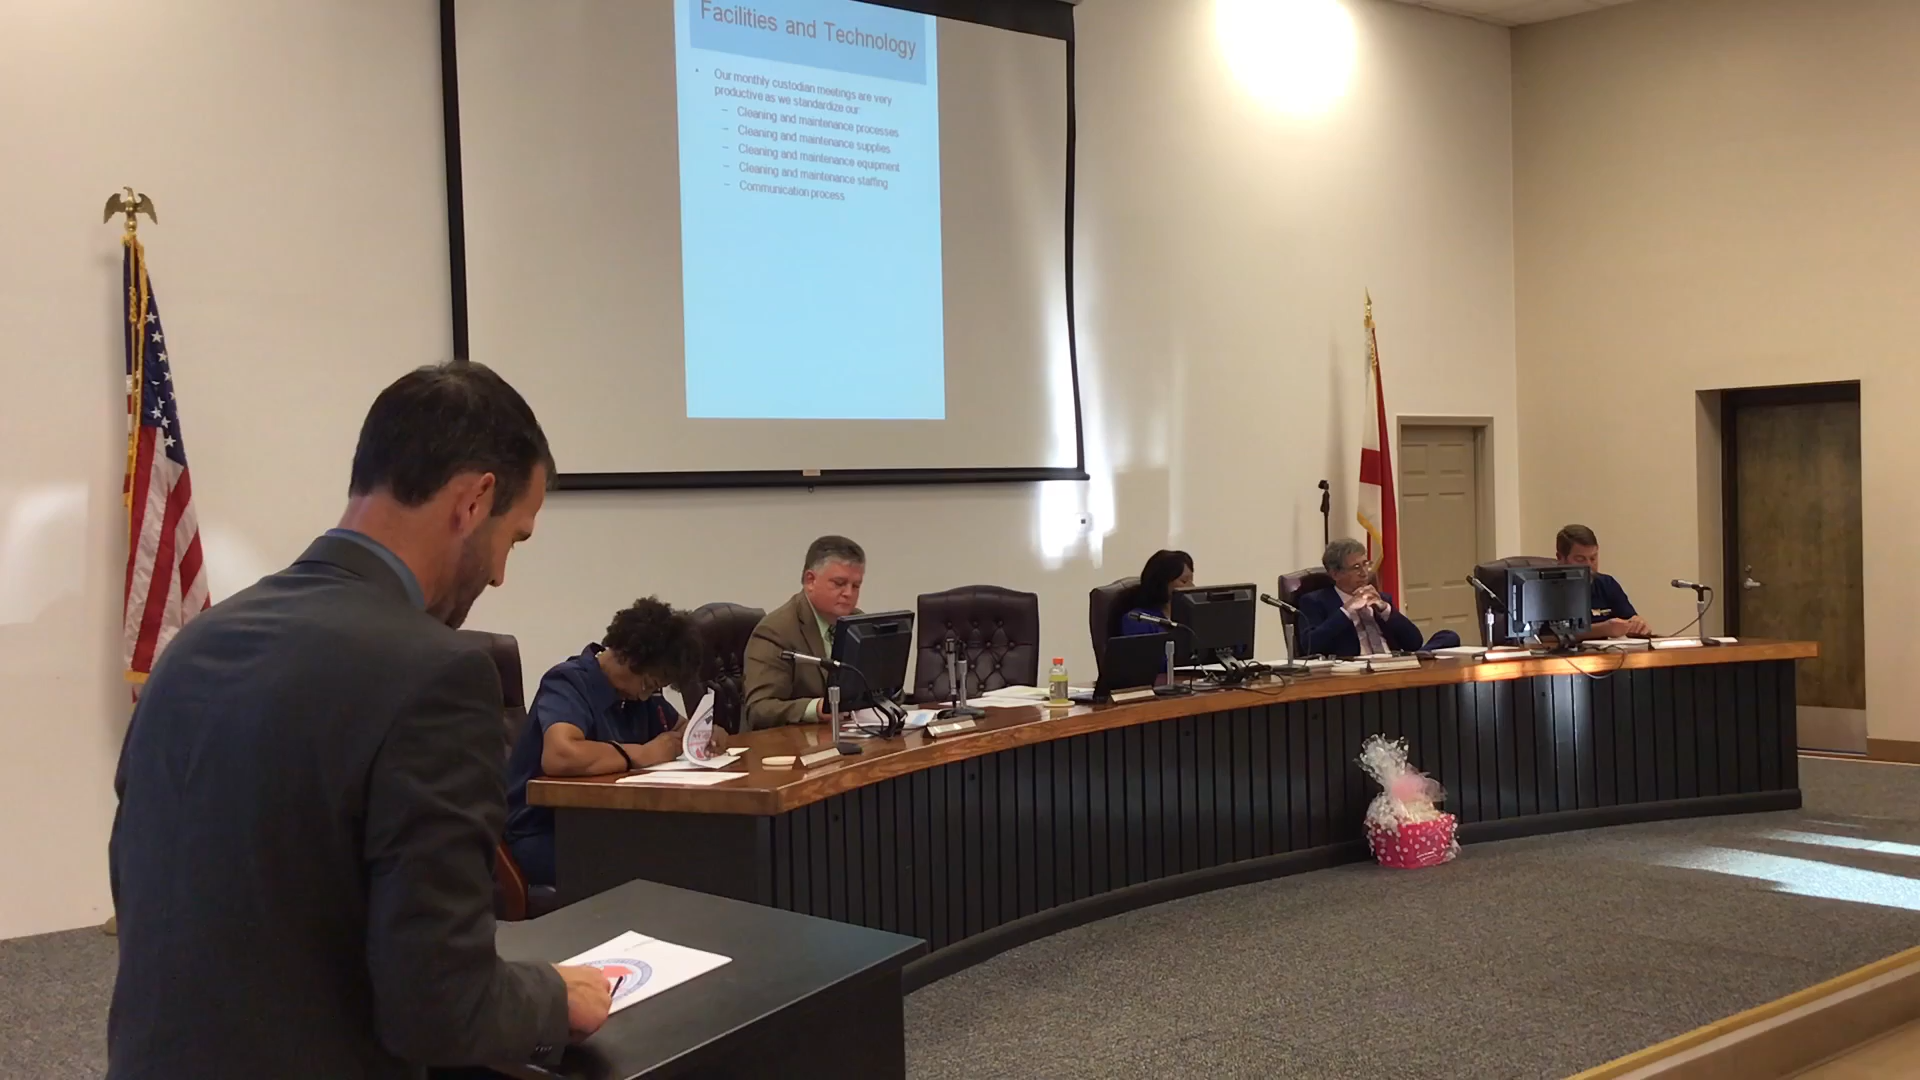 Facilities and Technology
• Our monthly custodian meetings are very
productive as we standardize our:
– Cleaning and maintenance processes
– Cleaning and maintenance supplies
– Cleaning and maintenance equipment
– Cleaning and maintenance staffing
– Communication process